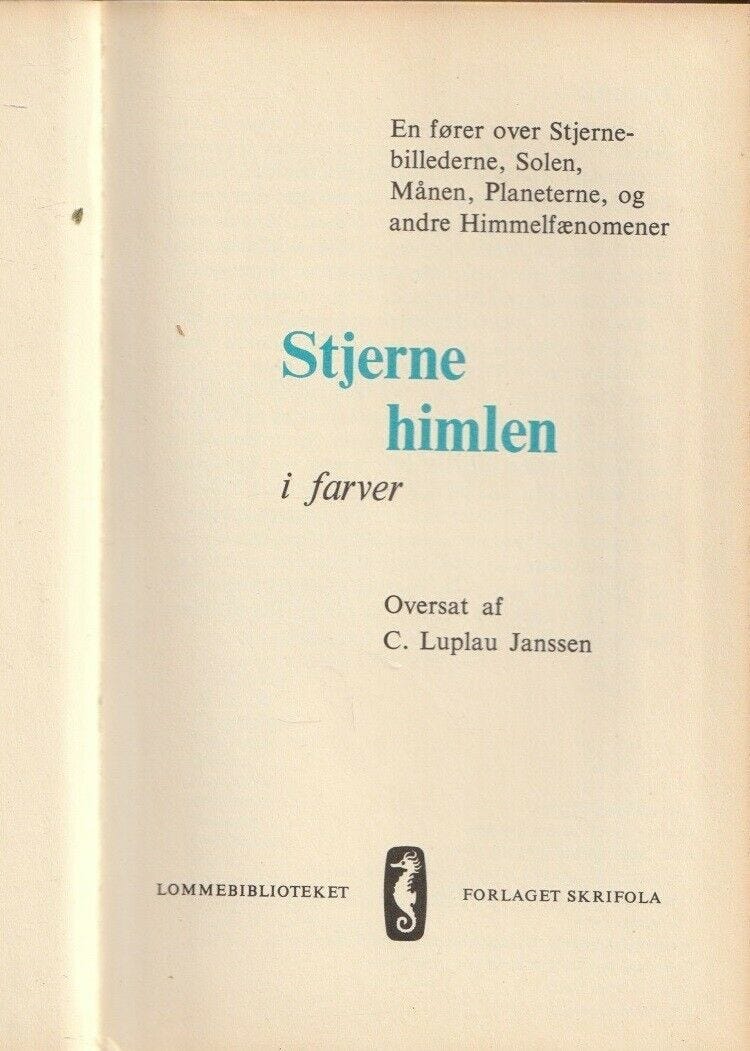 En fører over Stjerne-
billederne, Solen,
Månen, Planeterne, og
andre Himmelfænomener
Stjerne
himlen
i farver
Oversat af
C. Luplau Janssen
LOMMEBIBLIOTEKET
FORLAGET SKRIFOLA